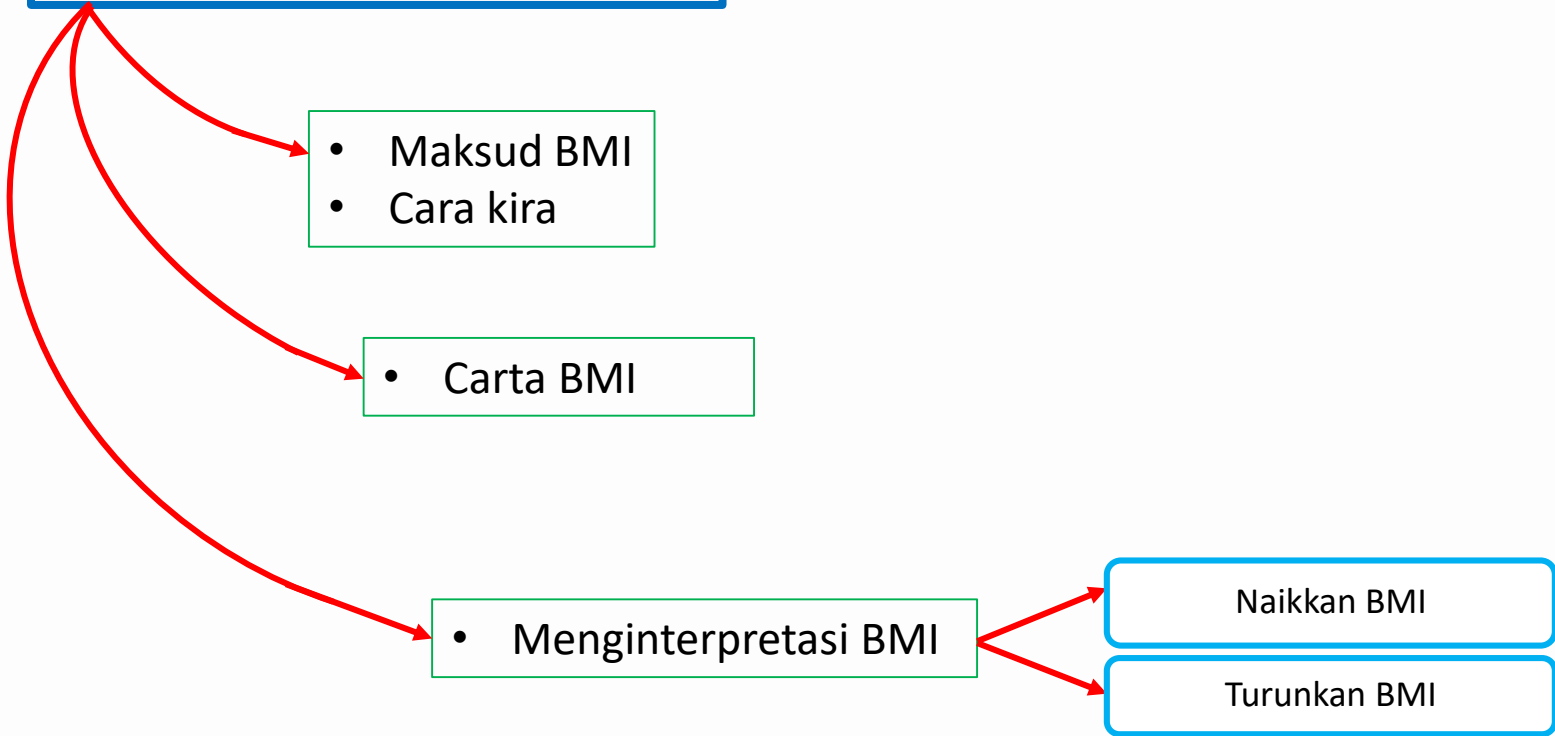 • Maksud BMI
• Cara kira
• Carta BMI
• Menginterpretasi BMI
Naikkan BMI
Turunkan BMI